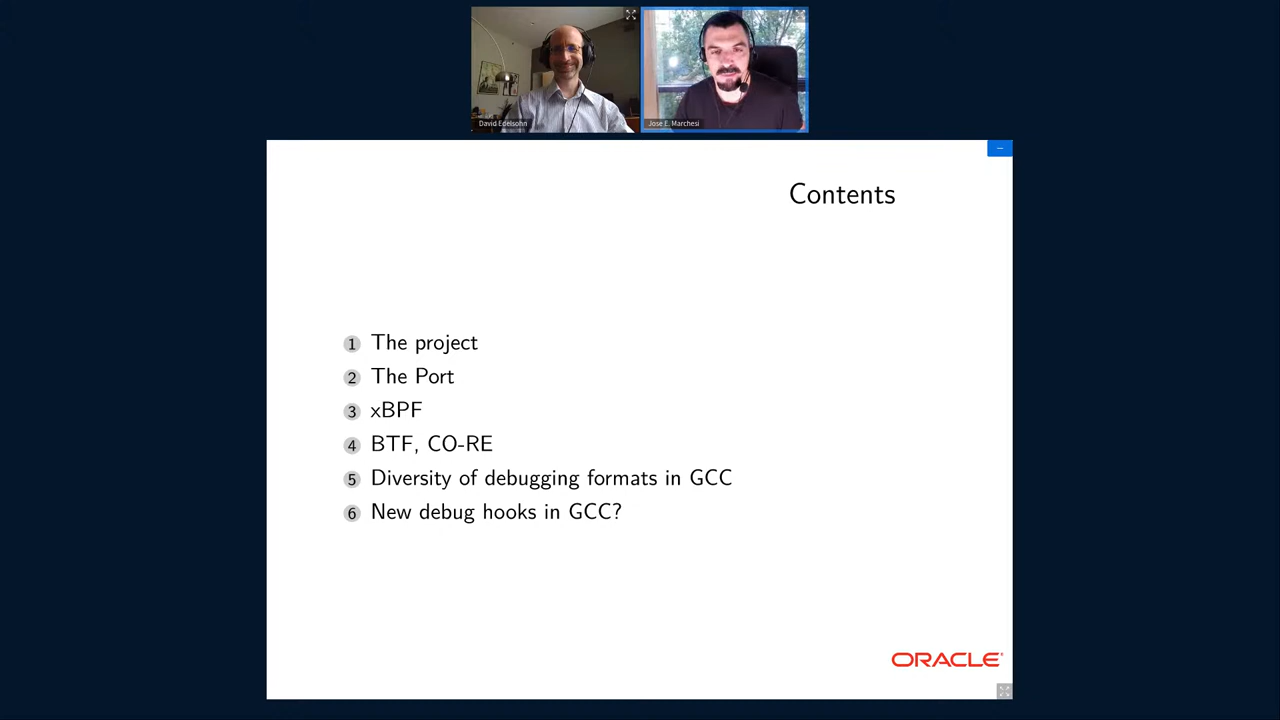 David Edelsohn
Jose E. Marchesi
Contents
1 The project
2 The Port
3 xBPF
4 BTF, CO-RE
5 Diversity of debugging formats in GCC
6 New debug hooks in GCC?
ORACLE